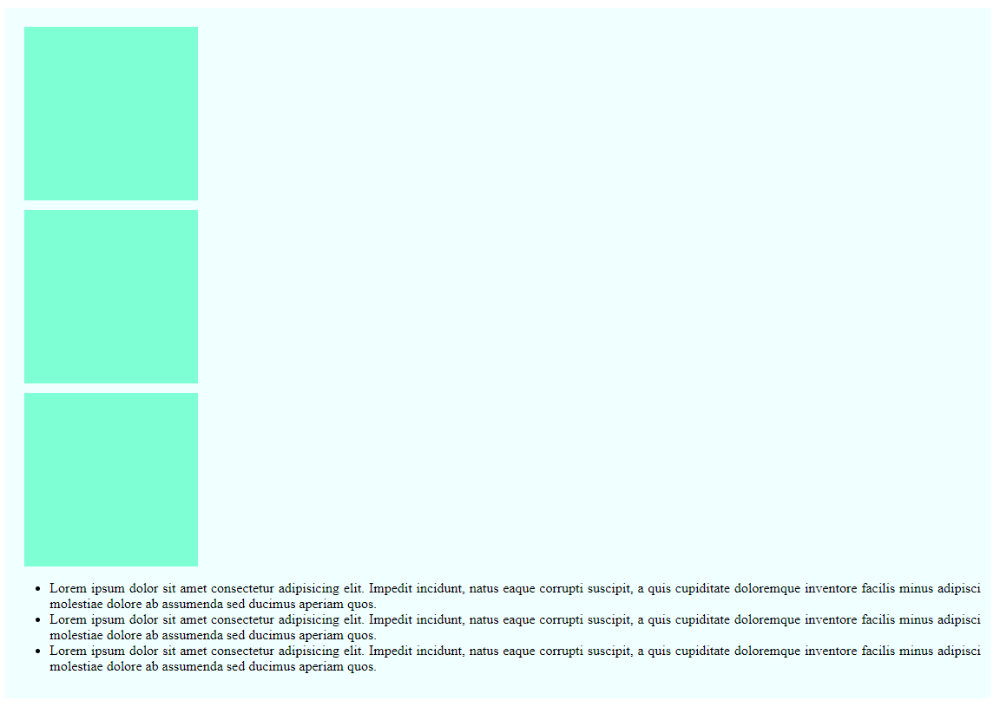 Lorem ipsum dolor sit amet consectetur adipisicing elit. Impedit incidunt, natus eaque corrupti suscipit, a quis cupiditate doloremque inventore facilis minus adipisci
molestiae dolore ab assumenda sed ducimus aperiam quos.
Lorem ipsum dolor sit amet consectetur adipisicing elit. Impedit incidunt, natus eaque corrupti suscipit, a quis cupiditate doloremque inventore facilis minus adipisci
molestiae dolore ab assumenda sed ducimus aperiam quos.
Lorem ipsum dolor sit amet consectetur adipisicing elit. Impedit incidunt, natus eaque corrupti suscipit, a quis cupiditate doloremque inventore facilis minus adipisci
molestiae dolore ab assumenda sed ducimus aperiam quos.